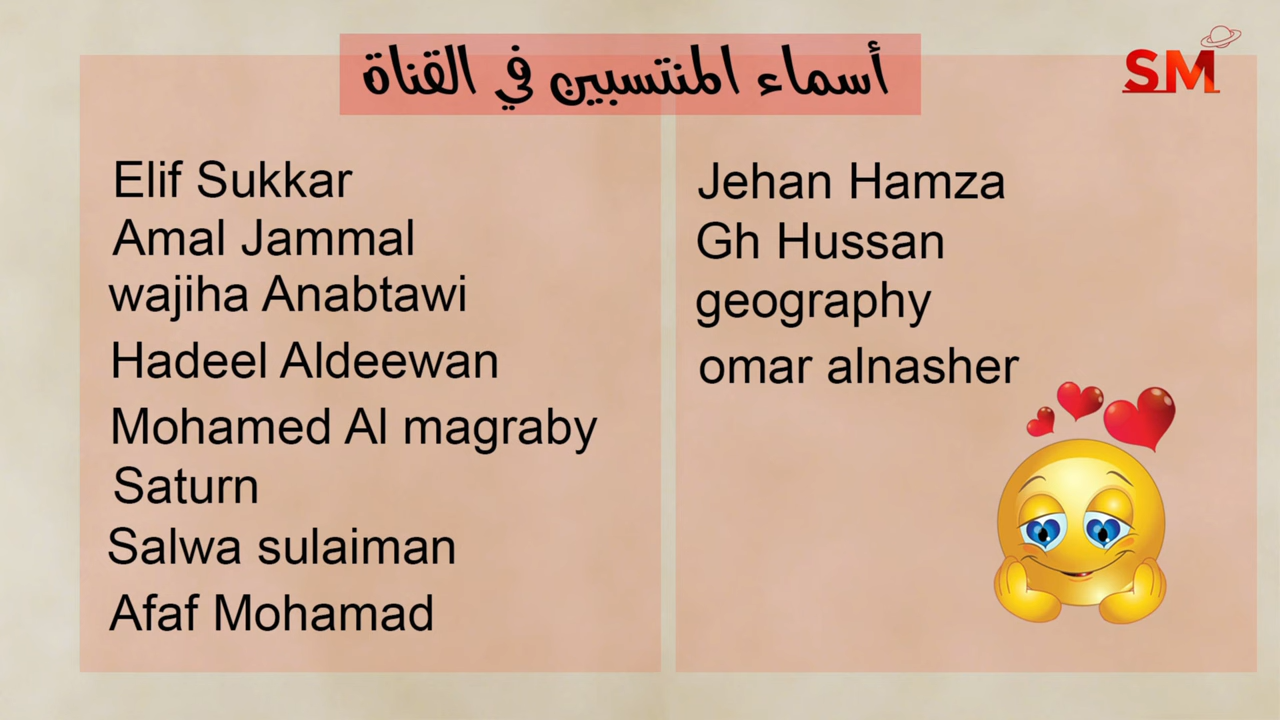 أسماء المنتسبين في القناة
SM
Elif Sukkar
Amal Jammal
wajiha Anabtawi
Hadeel Aldeewan
Mohamed Al magraby
Saturn
Salwa sulaiman
Afaf Mohamad
Jehan Hamza
Gh Hussan
geography
omar alnasher